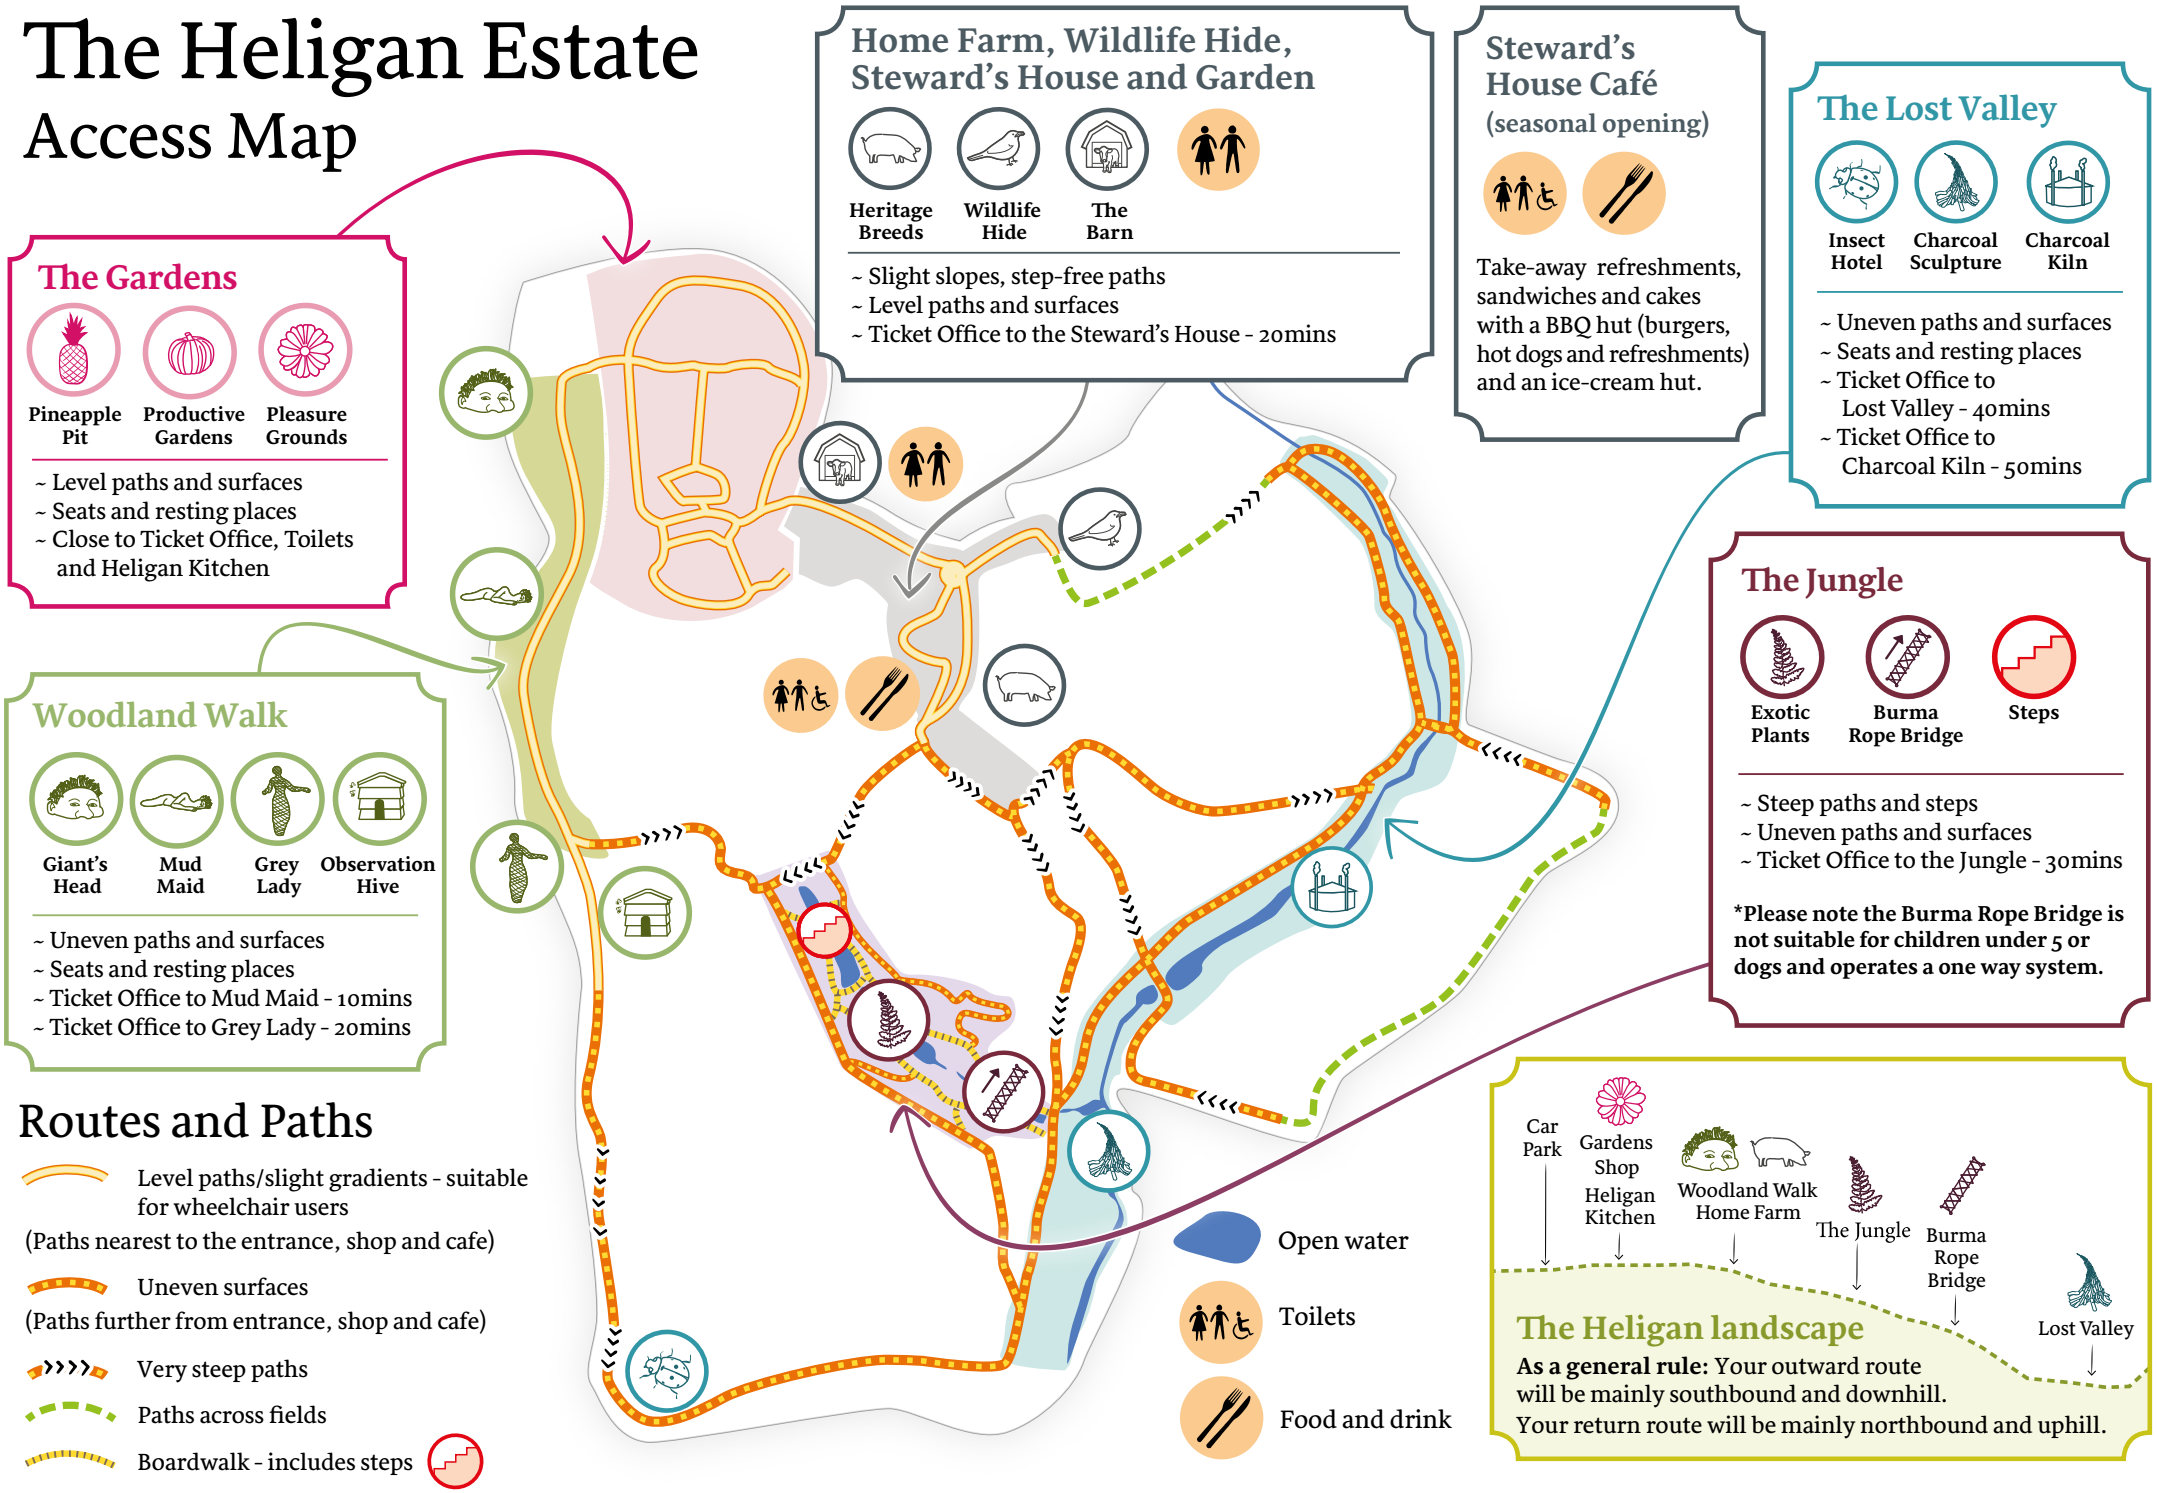 The Heligan Estate
Access Map
Home Farm, Wildlife Hide,
Steward's House and Garden
Heritage
Breeds
Wildlife
Hide
The
Barn
~ Slight slopes, step-free paths
~ Level paths and surfaces
~ Ticket Office to the Steward's House - 20mins
Steward's
House Café
(seasonal opening)
Take-away refreshments,
sandwiches and cakes
with a BBQ hut (burgers,
hot dogs and refreshments)
and an ice-cream hut.
The Lost Valley
Insect
Hotel
Charcoal
Sculpture
Charcoal
Kiln
~ Uneven paths and surfaces
~ Seats and resting places
~ Ticket Office to
Lost Valley - 40mins
~ Ticket Office to
Charcoal Kiln - 50mins
The Gardens
Pineapple
Pit
Productive
Gardens
Pleasure
Grounds
~ Level paths and surfaces
~ Seats and resting places
~ Close to Ticket Office, Toilets
and Heligan Kitchen
The Jungle
Exotic
Plants
Burma
Rope Bridge
Steps
~ Steep paths and steps
~ Uneven paths and surfaces
~ Ticket Office to the Jungle - 30mins
*Please note the Burma Rope Bridge is
not suitable for children under 5 or
dogs and operates a one way system.
Woodland Walk
Giant's
Head
Mud
Maid
Grey
Lady
Observation
Hive
~ Uneven paths and surfaces
~ Seats and resting places
~ Ticket Office to Mud Maid - 10mins
~ Ticket Office to Grey Lady - 20mins
Routes and Paths
Level paths/slight gradients - suitable
for wheelchair users
(Paths nearest to the entrance, shop and cafe)
Uneven surfaces
(Paths further from entrance, shop and cafe)
Very steep paths
Paths across fields
Boardwalk - includes steps
Open water
Toilets
Food and drink
Car
Park
Gardens
Shop
Heligan
Kitchen
Woodland Walk
Home Farm
The Jungle
Burma
Rope
Bridge
Lost Valley
The Heligan landscape
As a general rule: Your outward route
will be mainly southbound and downhill.
Your return route will be mainly northbound and uphill.